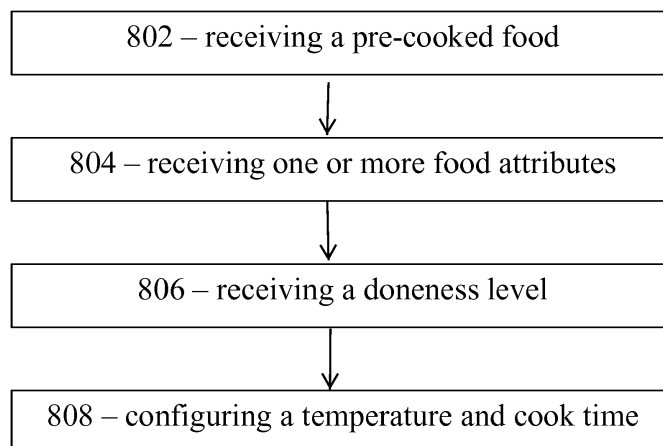 802 – receiving a pre-cooked food
804 – receiving one or more food attributes
806 – receiving a doneness level
808 – configuring a temperature and cook time